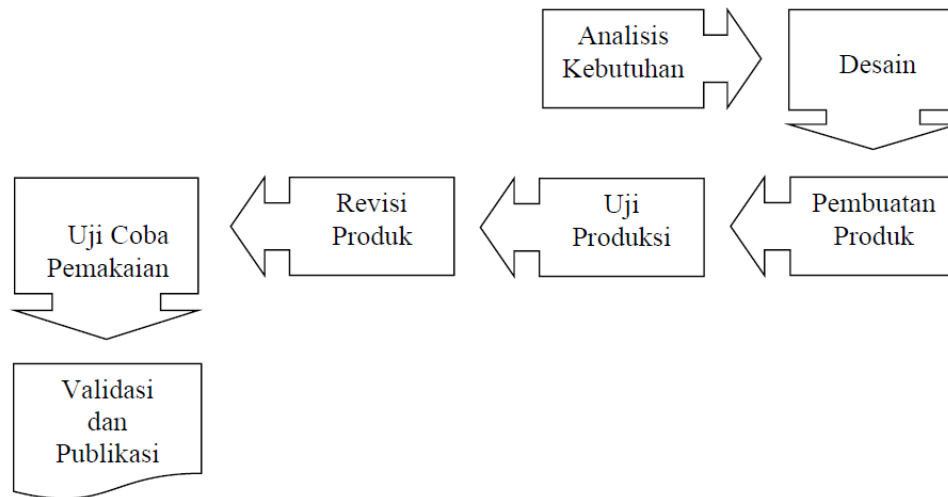 Analisis
Kebutuhan
Desain
Pembuatan
Produk
Uji
Produksi
Revisi
Produk
Uji Coba
Pemakaian
Validasi
dan
Publikasi